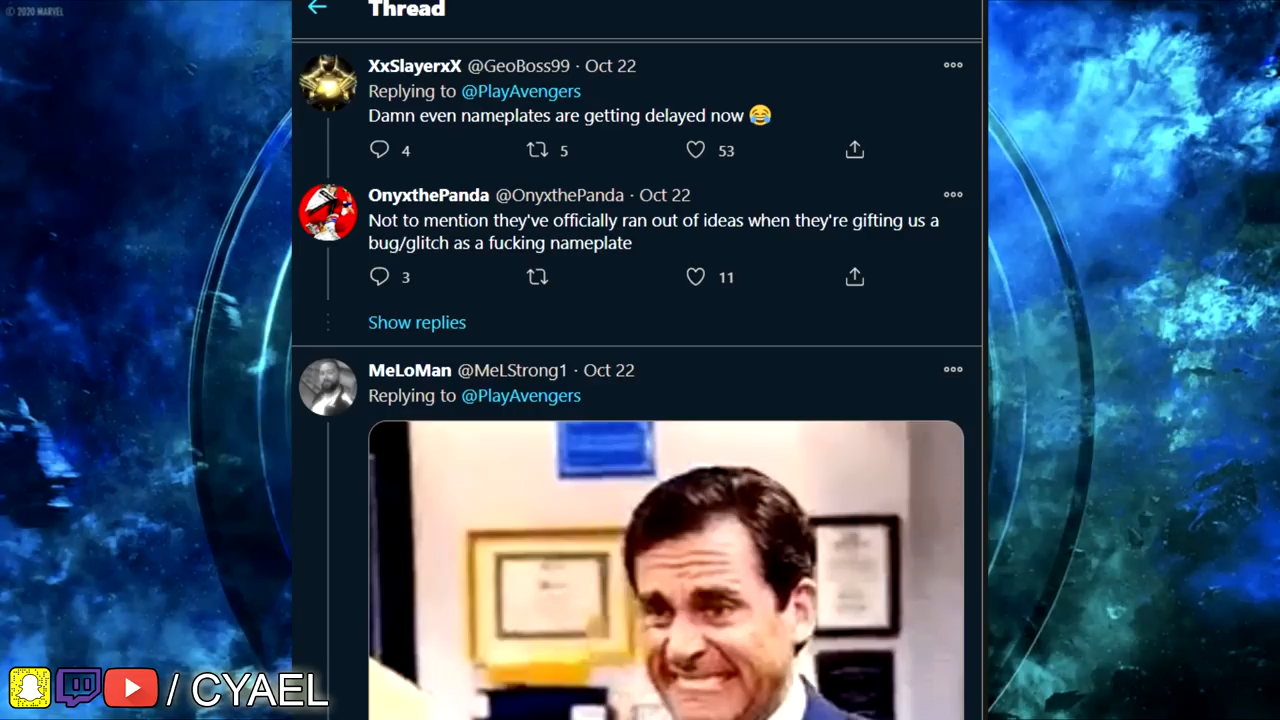 © 2020 MARVEL
Thread
XxSlayerxX @GeoBoss99 · Oct 22
Replying to @PlayAvengers
Damn even nameplates are getting delayed now 😂
4 5 53
OnyxthePanda @OnyxthePanda · Oct 22
Not to mention they've officially ran out of ideas when they're gifting us a
bug/glitch as a fucking nameplate
3 11
Show replies
MeLoMan @MeLStrong1 · Oct 22
Replying to @PlayAvengers
/ CYAEL